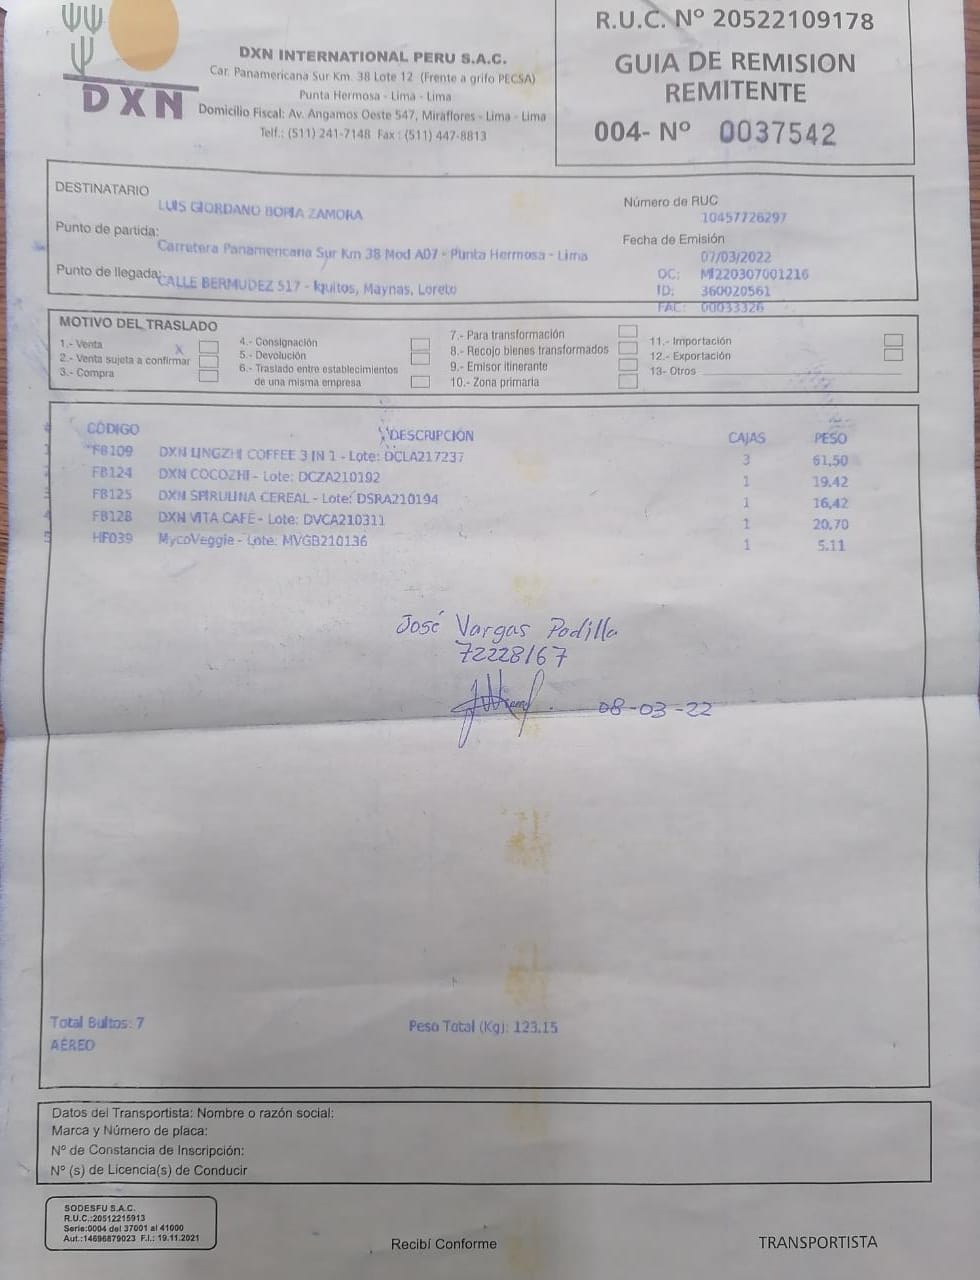 R.U.C. Nº 20522109178
GUIA DE REMISION
REMITENTE
004- Nº 0037542
DXN
DXN INTERNATIONAL PERU S.A.C.
Car. Panamericana Sur Km. 38 Lote 12 (Frente a grifo PECSA)
Punta Hermosa - Lima - Lima
Domicilio Fiscal: Av. Angamos Oeste 547, Miraflores - Lima - Lima
Telf.: (511) 241-7148 Fax : (511) 447-8813
DESTINATARIO
LUIS GIORDANO BORJA ZAMORA
Punto de partida:
Carretera Panamericana Sur Km 38 Mod A07 - Punta Hermosa - Lima
Punto de llegada:
CALLE BERMUDEZ 517 - Iquitos, Maynas, Loreto
Número de RUC
10457726297
Fecha de Emisión
07/03/2022
OC: MI220307001216
ID: 360020561
FAC: 00033326
MOTIVO DEL TRASLADO
1.- Venta X
2.- Venta sujeta a confirmar
3.- Compra
4.- Consignación
5.- Devolución
6.- Traslado entre establecimientos
de una misma empresa
7.- Para transformación
8.- Recojo bienes transformados
9.- Emisor itinerante
10.- Zona primaria
11.- Importación
12.- Exportación
13- Otros
# CÓDIGO DESCRIPCIÓN CAJAS PESO
1 FB109 DXN LINGZHI COFFEE 3 IN 1 - Lote: DCLA217237 3 61,50
2 FB124 DXN COCOZHI - Lote: DCZA210192 1 19.42
3 FB125 DXN SPIRULINA CEREAL - Lote: DSRA210194 1 16,42
4 FB128 DXN VITA CAFÉ - Lote: DVCA210311 1 20,70
5 HF039 MycoVeggie - Lote: MVGB210136 1 5.11
José Vargas Padilla
72228167
08-03-22
Total Bultos: 7
Peso Total (Kg): 123.15
AÉREO
Datos del Transportista: Nombre o razón social:
Marca y Número de placa:
Nº de Constancia de Inscripción:
Nº (s) de Licencia(s) de Conducir
SODESFU S.A.C.
R.U.C.:20512215913
Serie:0004 del 37001 al 41000
Aut.:14696879023 F.I.: 19.11.2021
Recibí Conforme
TRANSPORTISTA